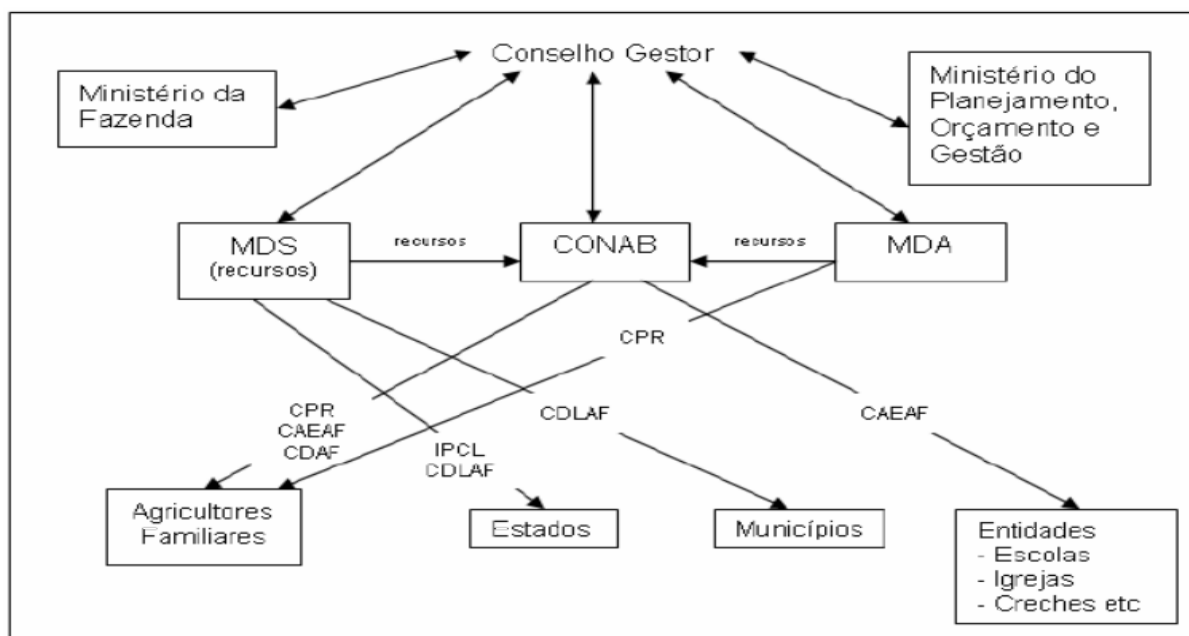 Conselho Gestor
Ministério da
Fazenda
Ministério do
Planejamento,
Orçamento e
Gestão
MDS
(recursos)
recursos
CONAB
recursos
MDA
CPR
CPR
CAEAF
CDAF
IPCL
CDLAF
CDLAF
CAEAF
Agricultores
Familiares
Estados
Municípios
Entidades
- Escolas
- Igrejas
- Creches etc